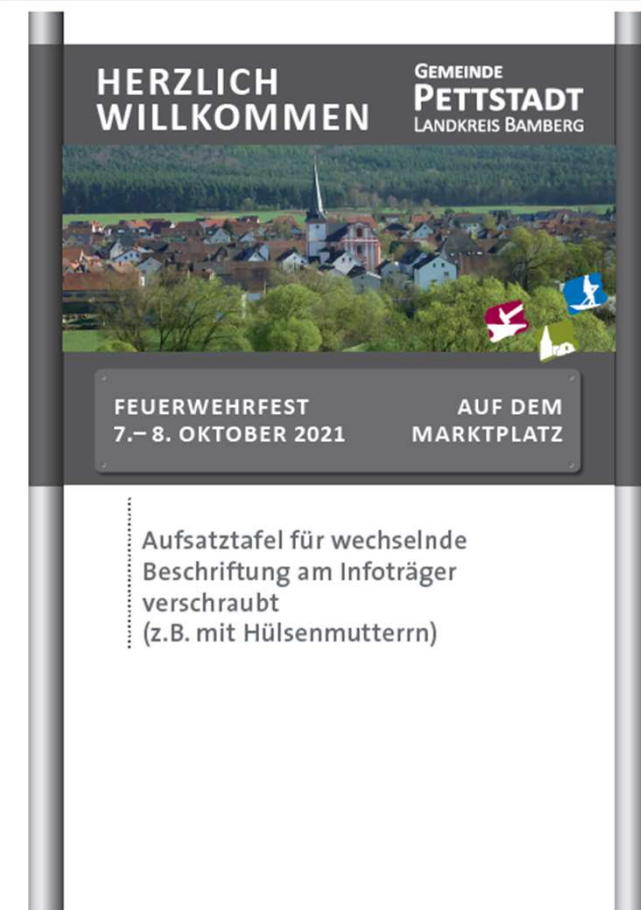 HERZLICH
WILLKOMMEN
GEMEINDE
PETTSTADT
LANDKREIS BAMBERG
FEUERWEHRFEST
7.– 8. OKTOBER 2021
AUF DEM
MARKTPLATZ
Aufsatztafel für wechselnde
Beschriftung am Infoträger
verschraubt
(z.B. mit Hülsenmutterrn)